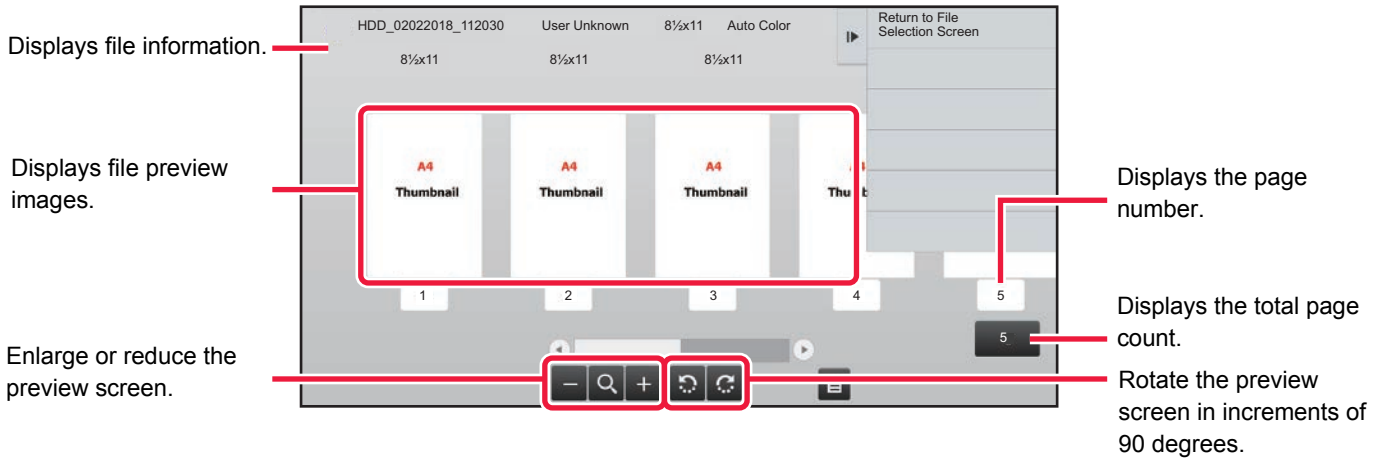 HDD_02022018_112030 User Unknown 8½x11 Auto Color
Return to File
Selection Screen
Displays file information.
8½x11 8½x11 8½x11
Displays file preview
images.
A4
Thumbnail
A4
Thumbnail
A4
Thumbnail
Displays the page
number.
1 2 3 4 5
Displays the total page
count.
5
Enlarge or reduce the
preview screen.
Rotate the preview
screen in increments of
90 degrees.